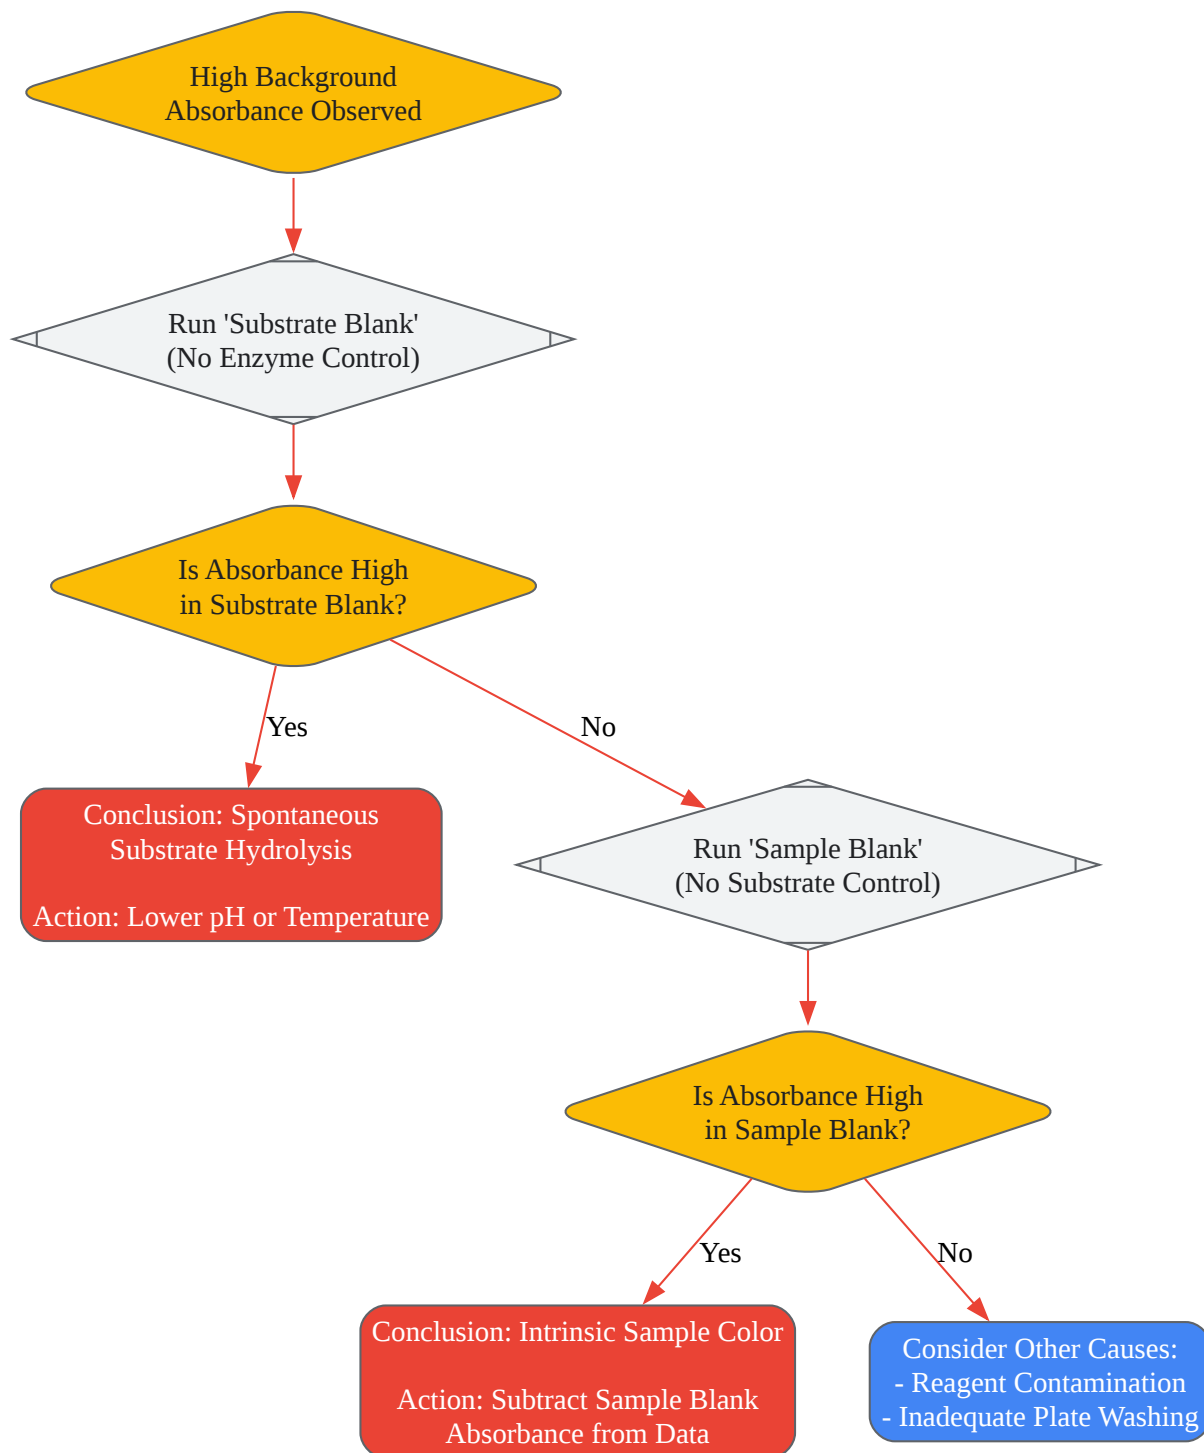 High Background
Absorbance Observed
Run 'Substrate Blank'
(No Enzyme Control)
Is Absorbance High
in Substrate Blank?
Yes
No
Conclusion: Spontaneous
Substrate Hydrolysis
Action: Lower pH or Temperature
Run 'Sample Blank'
(No Substrate Control)
Is Absorbance High
in Sample Blank?
Yes
No
Conclusion: Intrinsic Sample Color
Action: Subtract Sample Blank
Absorbance from Data
Consider Other Causes:
- Reagent Contamination
- Inadequate Plate Washing